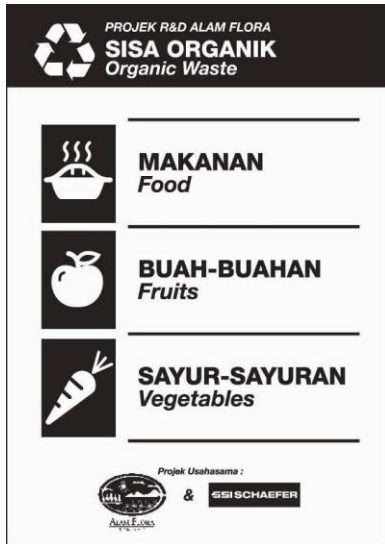 PROJEK R&D ALAM FLORA
SISA ORGANIK
Organic Waste
MAKANAN
Food
BUAH-BUAHAN
Fruits
SAYUR-SAYURAN
Vegetables
Projek Usahasama :
ALAM FLORA
&
SSI SCHAEFER